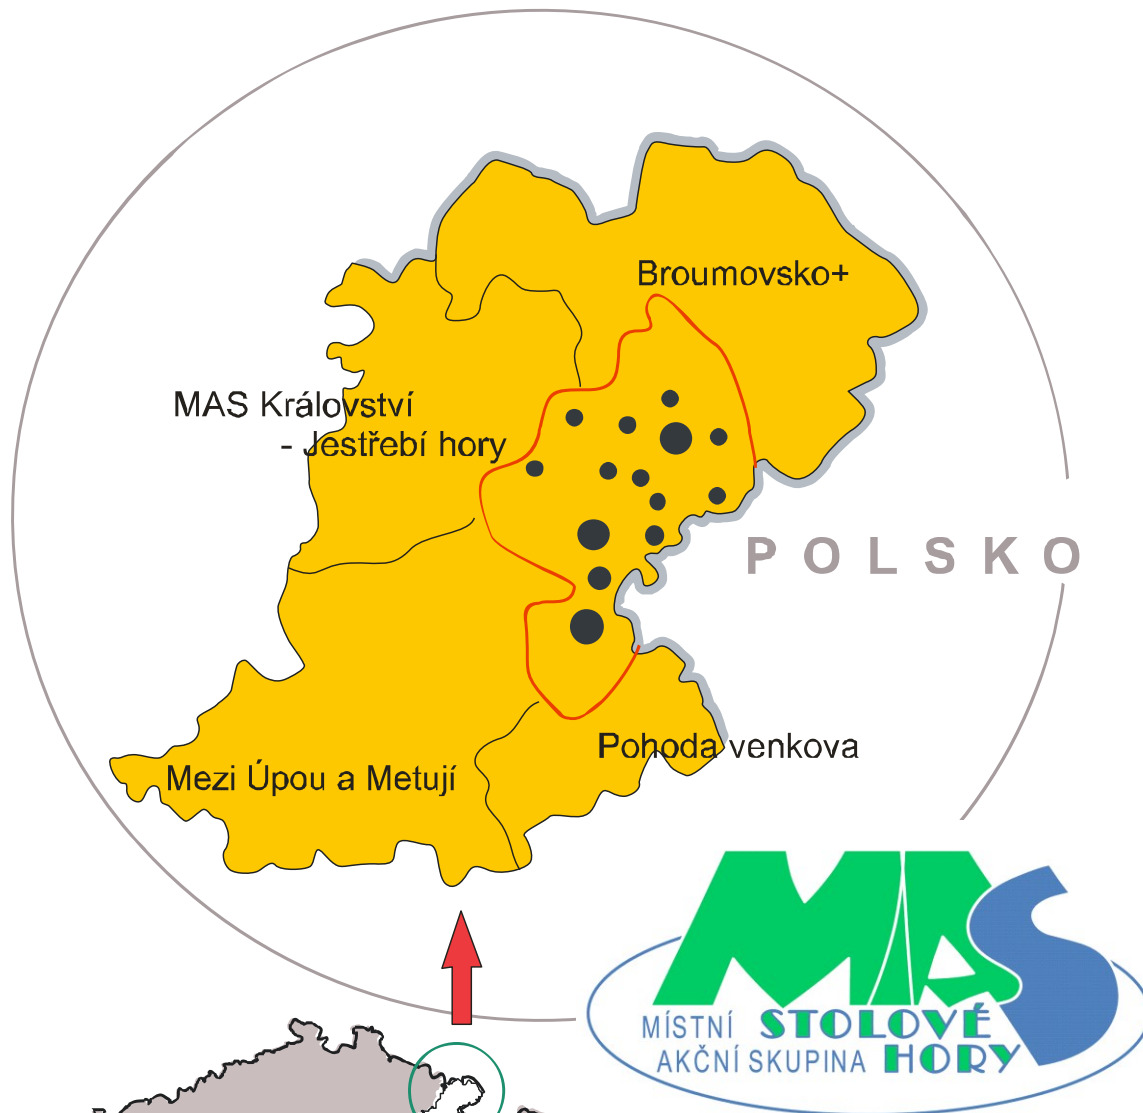 Broumovsko+
MAS Království
- Jestřebí hory
POLSKO
Pohoda venkova
Mezi Úpou a Metují
MAS
MÍSTNÍ STOLOVÉ
AKČNÍ SKUPINA HORY